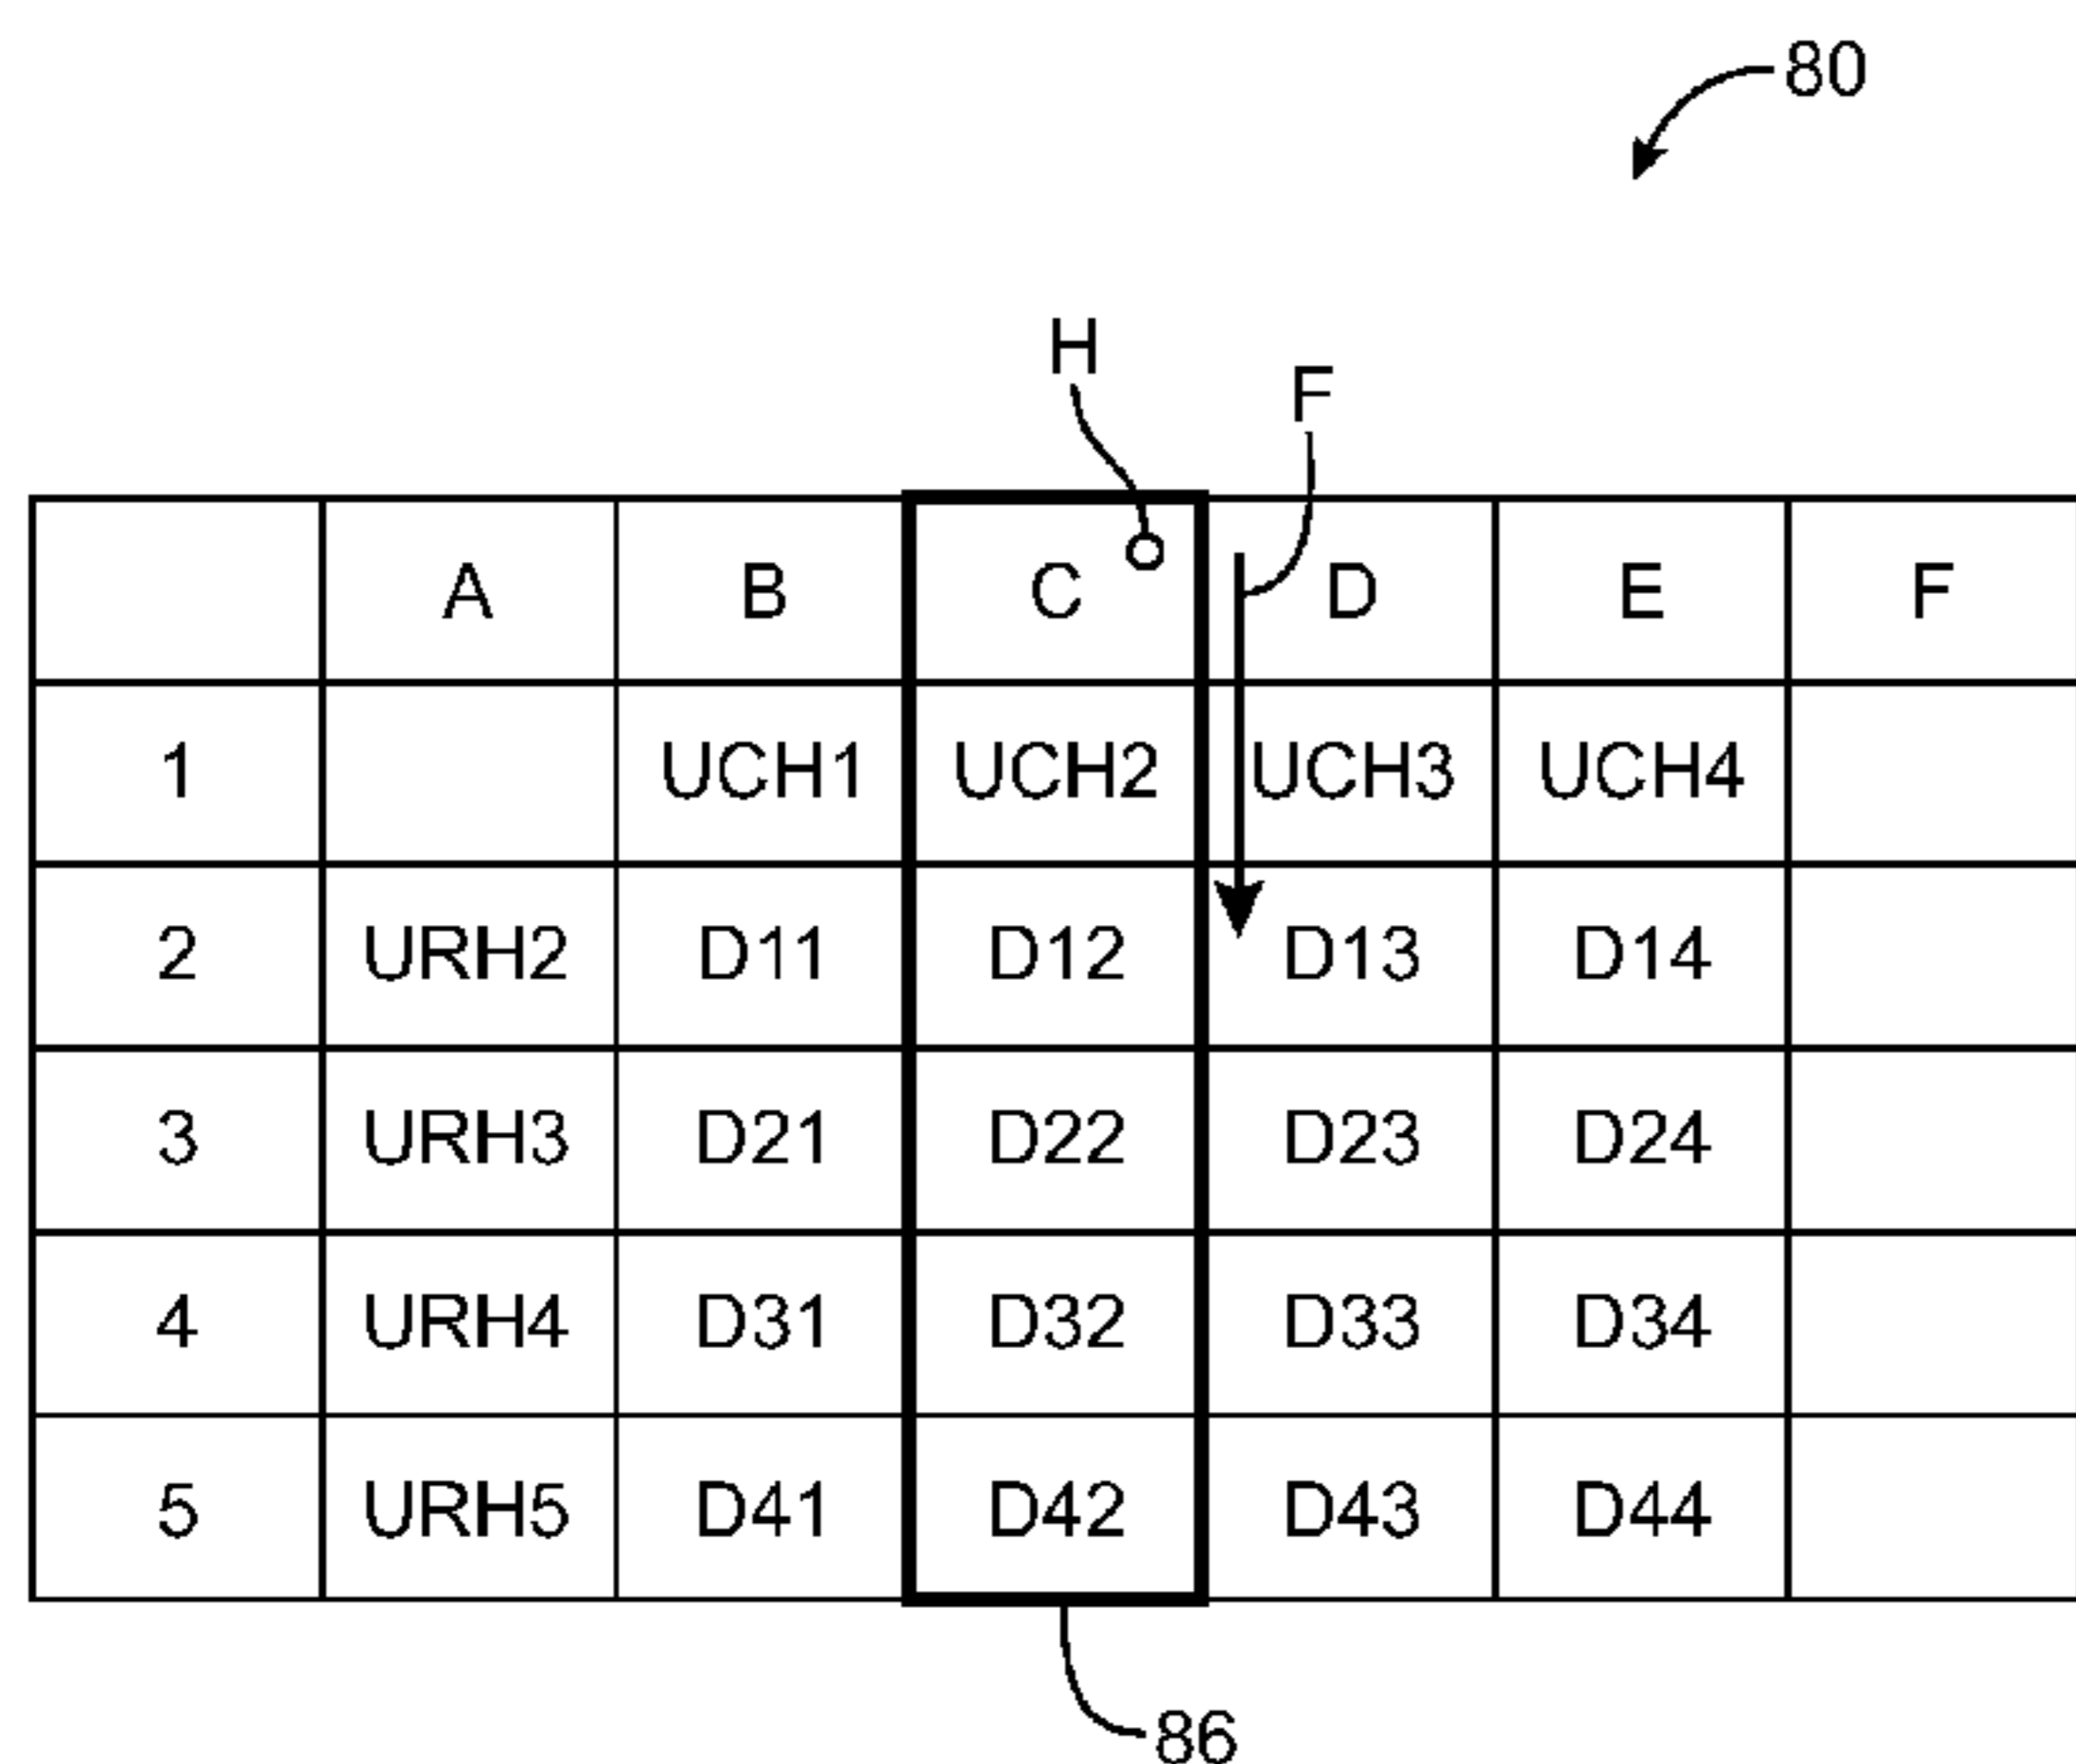 80
H
F
A B C D E F
1 UCH1 UCH2 UCH3 UCH4
2 URH2 D11 D12 D13 D14
3 URH3 D21 D22 D23 D24
4 URH4 D31 D32 D33 D34
5 URH5 D41 D42 D43 D44
86